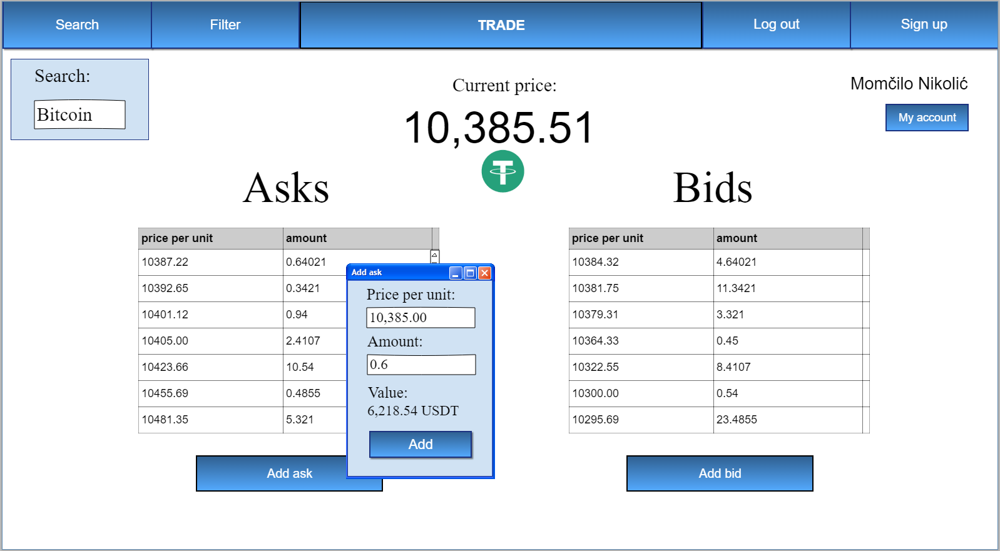 Search
Filter
TRADE
Log out
Sign up
Search:
Bitcoin
Current price:
10,385.51
Momčilo Nikolić
My account
Asks
price per unit amount
10387.22 0.64021
10392.65 0.3421
10401.12 0.94
10405.00 2.4107
10423.66 10.54
10455.69 0.4855
10481.35 5.321
Add ask
Add ask
Price per unit:
10,385.00
Amount:
0.6
Value:
6,218.54 USDT
Add
Bids
price per unit amount
10384.32 4.64021
10381.75 11.3421
10379.31 3.321
10364.33 0.45
10322.55 8.4107
10300.00 0.54
10295.69 23.4855
Add bid